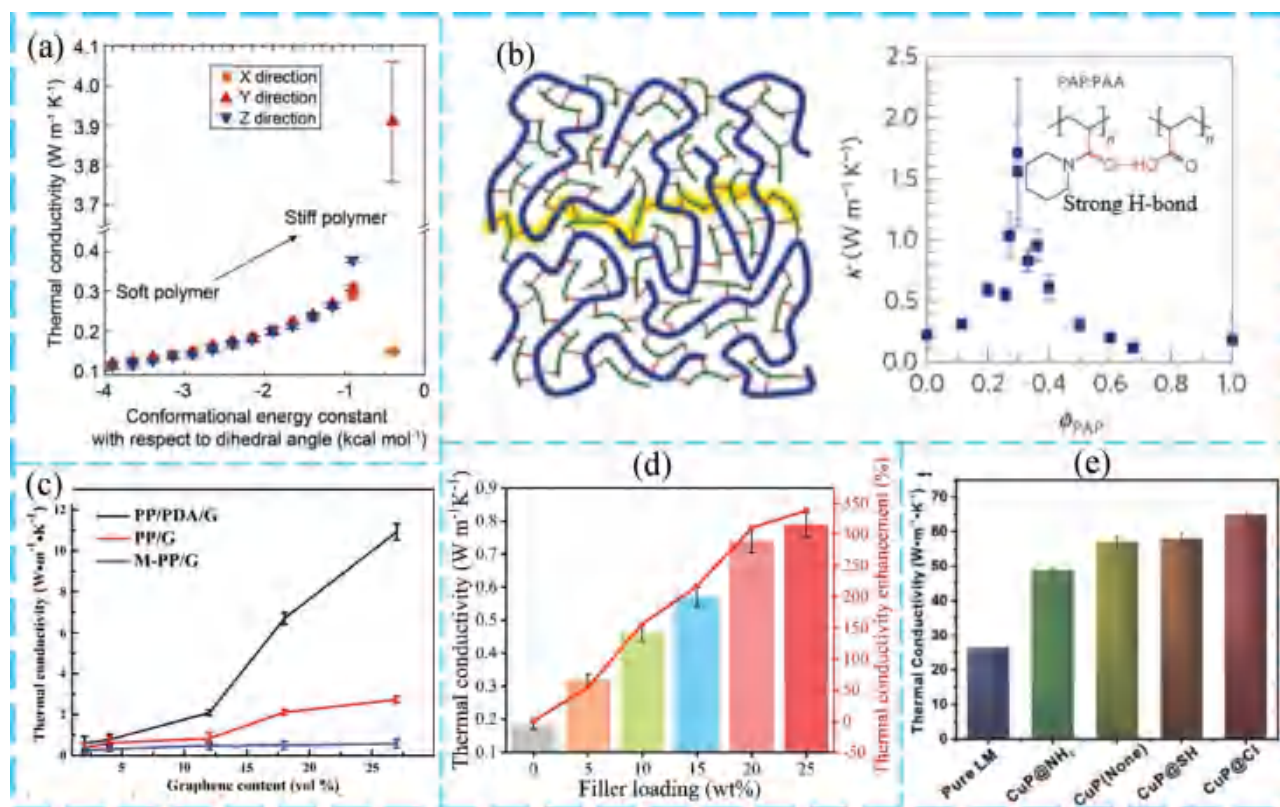 (a)
4.1
4.0
3.9
3.8
3.7
0.4
0.3
0.2
0.1
Thermal conductivity (W m⁻¹ K⁻¹)
X direction
Y direction
Z direction
Stiff polymer
Soft polymer
-4 -3 -2 -1 0
Conformational energy constant
with respect to dihedral angle (kcal mol⁻¹)
(b)
2.5
2.0
1.5
1.0
0.5
0.0
κ (W m⁻¹ K⁻¹)
PAP:PAA
n n
N O HO O
Strong H-bond
0.0 0.2 0.4 0.6 0.8 1.0
ϕPAP
(c)
12
Thermal conductivity (W•m⁻¹•K⁻¹)
PP/PDA/G
PP/G
M-PP/G
5 10 15 20 25
Graphene content (vol %)
(d)
0.9
0.8
0.7
0.6
0.5
0.4
0.3
0.2
0.1
Thermal conductivity (W m⁻¹K⁻¹)
350
300
250
200
150
100
50
0
-50
Thermal conductivity enhancement (%)
0 5 10 15 20 25
Filler loading (wt%)
(e)
70
60
50
40
30
20
10
0
Thermal Conductivity (W•m⁻¹•K⁻¹)
Pure LM
CuP@NH₂
CuP(None)
CuP@SH
CuP@Cl